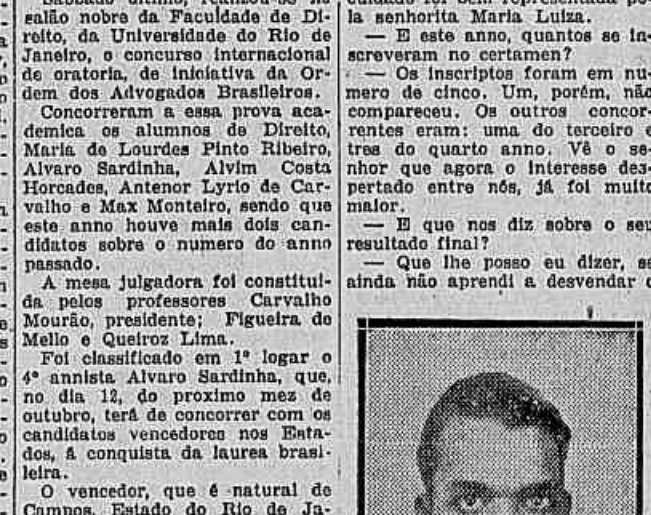 salão nobre da Faculdade de Di-
reito, da Universidade do Rio de
Janeiro, o concurso internacional
de oratoria, de iniciativa da Or-
dem dos Advogados Brasileiros.
Concorreram a essa prova aca-
demica os alumnos de Direito,
Maria de Lourdes Pinto Ribeiro,
Alvaro Sardinha, Alvim Costa
Horcades, Antenor Lyrio de Car-
valho e Max Monteiro, sendo que
este anno houve mais dois can-
didatos sobre o numero do anno
passado.
A mesa julgadora foi constitui-
da pelos professores Carvalho
Mourão, presidente; Figueira de
Mello e Queiroz Lima.
Foi classificado em 1º logar o
4º annista Alvaro Sardinha, que,
no dia 12, do proximo mez de
outubro, terá de concorrer com os
candidatos vencedores nos Esta-
dos, á conquista da laurea brasi-
leira.
O vencedor, que é natural de
Campos, Estado do Rio de Ja-
la senhorita Maria Luiza.
— E este anno, quantos se in-
screveram no certamen?
— Os inscriptos foram em nu-
mero de cinco. Um, porém, não
compareceu. Os outros concor-
rentes eram: uma do terceiro e
tres do quarto anno. Vê o se-
nhor que agora o interesse des-
pertado entre nós, já foi muito
maior.
— E que nos diz sobre o seu
resultado final?
— Que lhe posso eu dizer, se
ainda não aprendi a desvendar o